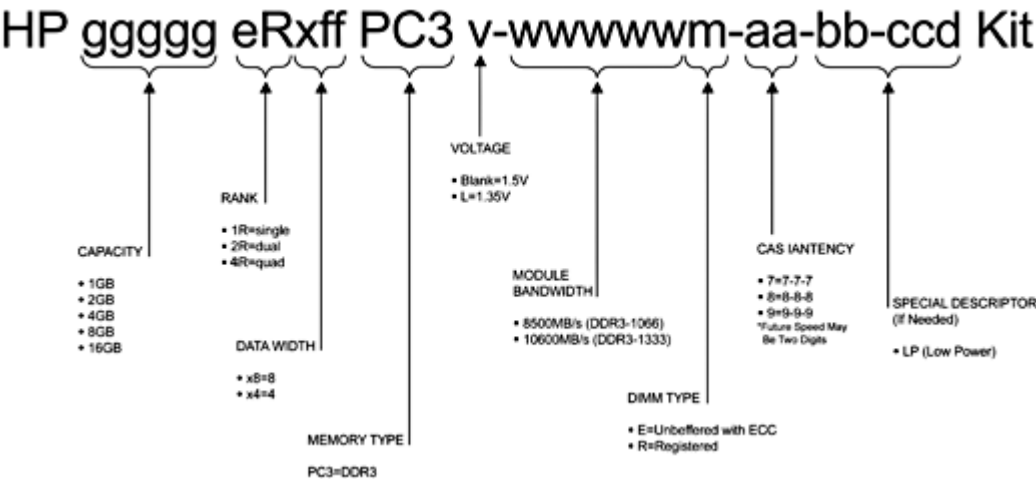 HP ggggg eRxff PC3 v-wwwwwm-aa-bb-ccd Kit
VOLTAGE
▪ Blank=1.5V
▪ L=1.35V
RANK
▪ 1R=single
▪ 2R=dual
▪ 4R=quad
CAPACITY
• 1GB
• 2GB
• 4GB
• 8GB
• 16GB
CAS IANTENCY
▪ 7=7-7-7
▪ 8=8-8-8
▪ 9=9-9-9
*Future Speed May
Be Two Digits
MODULE
BANDWIDTH
▪ 8500MB/s (DDR3-1066)
▪ 10600MB/s (DDR3-1333)
SPECIAL DESCRIPTOR
(If Needed)
• LP (Low Power)
DATA WIDTH
• x8=8
• x4=4
DIMM TYPE
• E=Unbeffered with ECC
• R=Registered
MEMORY TYPE
PC3=DDR3